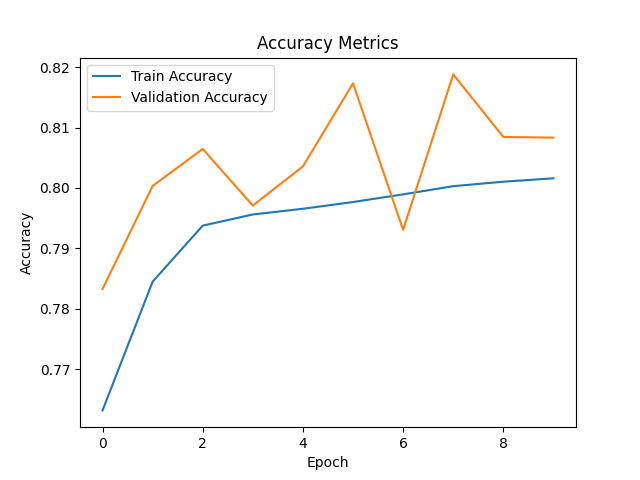 Accuracy Metrics
Train Accuracy
Validation Accuracy
0.82
0.81
0.80
0.79
0.78
0.77
Accuracy
0 2 4 6 8
Epoch